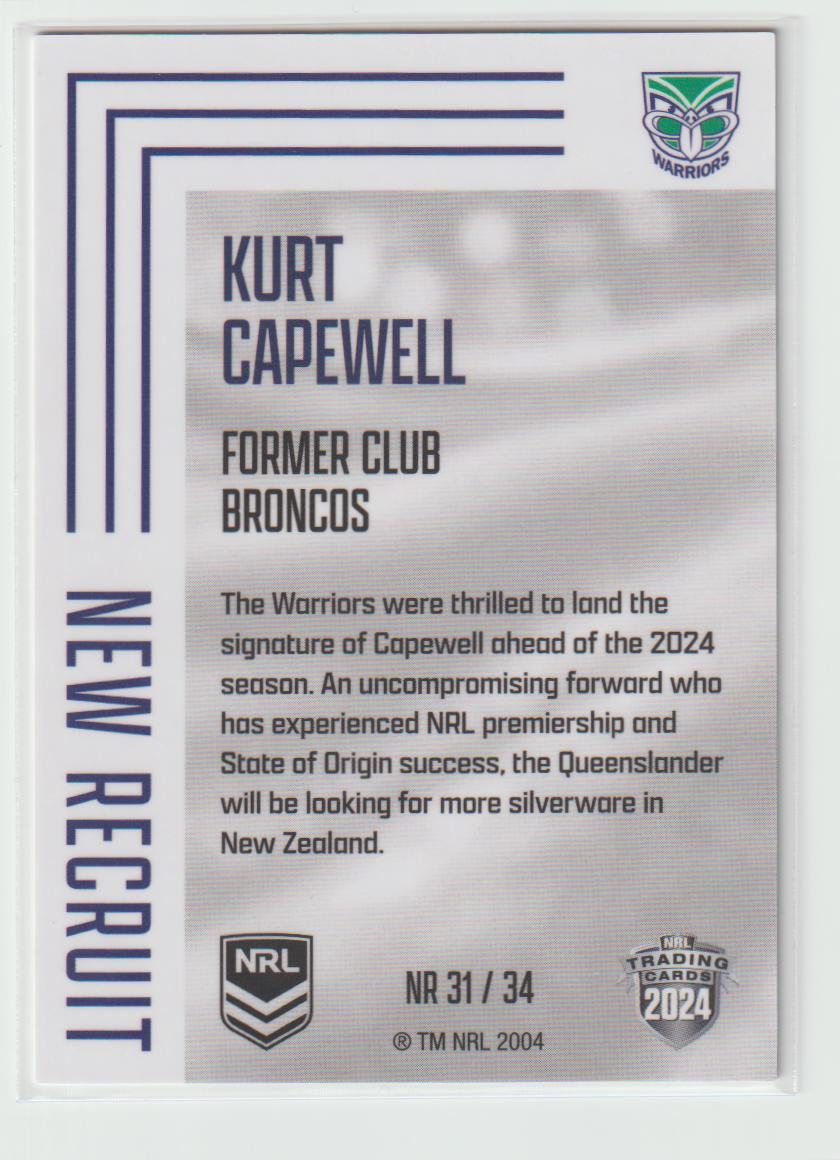 WARRIORS
KURT
CAPEWELL
FORMER CLUB
BRONCOS
The Warriors were thrilled to land the
signature of Capewell ahead of the 2024
season. An uncompromising forward who
has experienced NRL premiership and
State of Origin success, the Queenslander
will be looking for more silverware in
New Zealand.
NEW RECRUIT
NRL
NR 31 / 34
® TM NRL 2004
NRL
TRADING
CARDS
2024